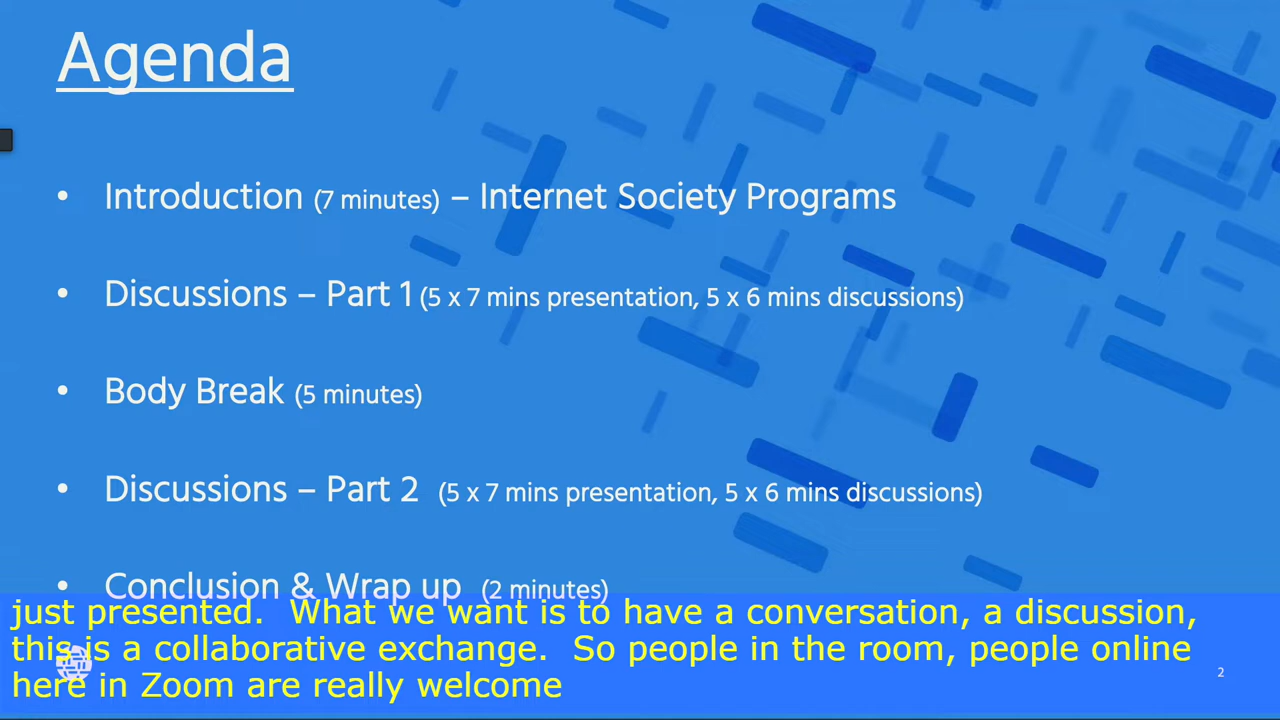 Agenda
• Introduction (7 minutes) – Internet Society Programs
• Discussions – Part 1 (5 x 7 mins presentation, 5 x 6 mins discussions)
• Body Break (5 minutes)
• Discussions – Part 2 (5 x 7 mins presentation, 5 x 6 mins discussions)
• Conclusion & Wrap up (2 minutes)
just presented. What we want is to have a conversation, a discussion,
this is a collaborative exchange. So people in the room, people online
here in Zoom are really welcome
2